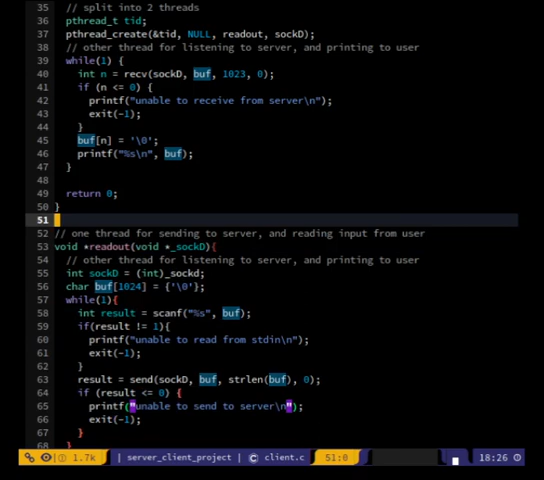 35 // split into 2 threads
36 pthread_t tid;
37 pthread_create(&tid, NULL, readout, sockD);
38 // other thread for listening to server, and printing to user
39 while(1) {
40 int n = recv(sockD, buf, 1023, 0);
41 if (n <= 0) {
42 printf("unable to receive from server\n");
43 exit(-1);
44 }
45 buf[n] = '\0';
46 printf("%s\n", buf);
47 }
48
49 return 0;
50 }
51
52 // one thread for sending to server, and reading input from user
53 void *readout(void *_sockD){
54 // other thread for listening to server, and printing to user
55 int sockD = (int)_sockd;
56 char buf[1024] = {'\0'};
57 while(1){
58 int result = scanf("%s", buf);
59 if(result != 1){
60 printf("unable to read from stdin\n");
61 exit(-1);
62 }
63 result = send(sockD, buf, strlen(buf), 0);
64 if (result <= 0) {
65 printf("unable to send to server\n");
66 exit(-1);
67 }
68 }
1.7k | server_client_project | C client.c 51:0 18:26